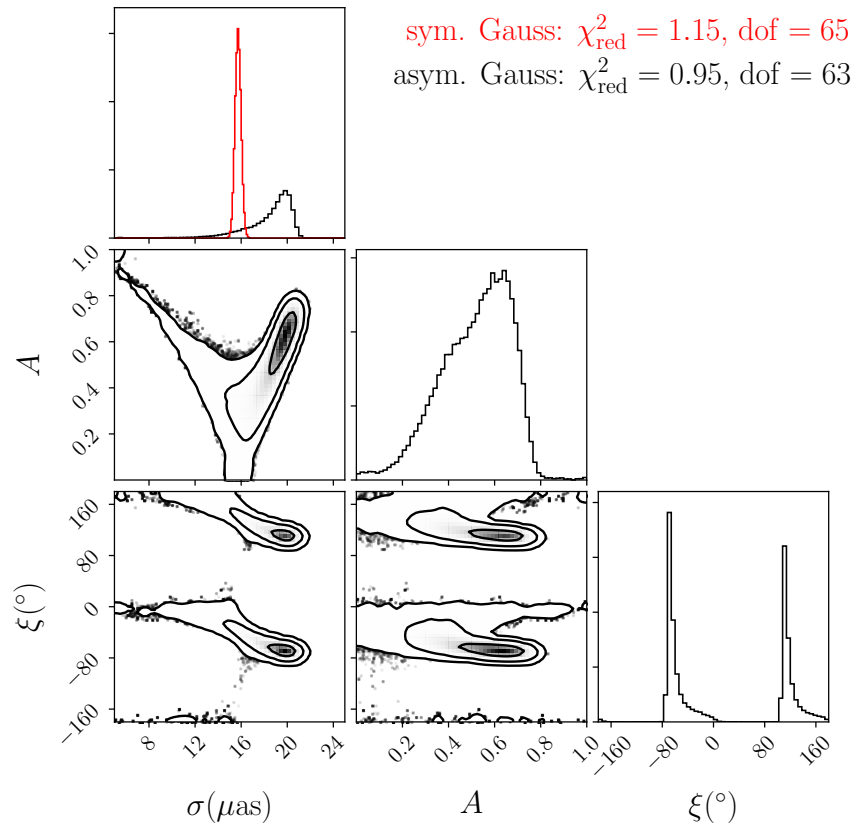 sym. Gauss: χ²red = 1.15, dof = 65
asym. Gauss: χ²red = 0.95, dof = 63
A
1.0
0.8
0.6
0.4
0.2
ξ(°)
160
80
0
−80
−160
8 12 16 20 24
0.2 0.4 0.6 0.8 1.0
−160 −80 0 80 160
σ(μas) A ξ(°)